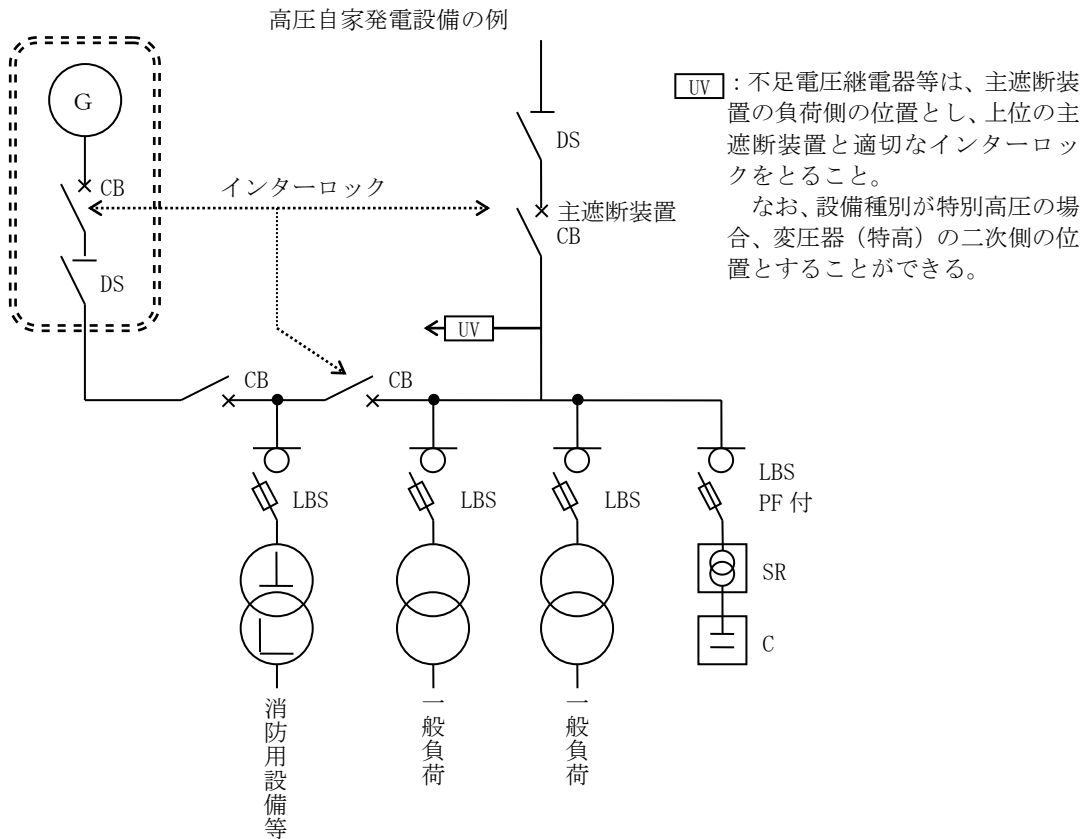 高圧自家発電設備の例
G
CB
DS
インターロック
DS
主遮断装置
CB
UV
UV：不足電圧継電器等は、主遮断装
置の負荷側の位置とし、上位の主
遮断装置と適切なインターロッ
クをとること。
なお、設備種別が特別高圧の場
合、変圧器（特高）の二次側の位
置とすることができる。
CB
CB
LBS
LBS
LBS
LBS
PF 付
SR
C
消防用設備等
一般負荷
一般負荷